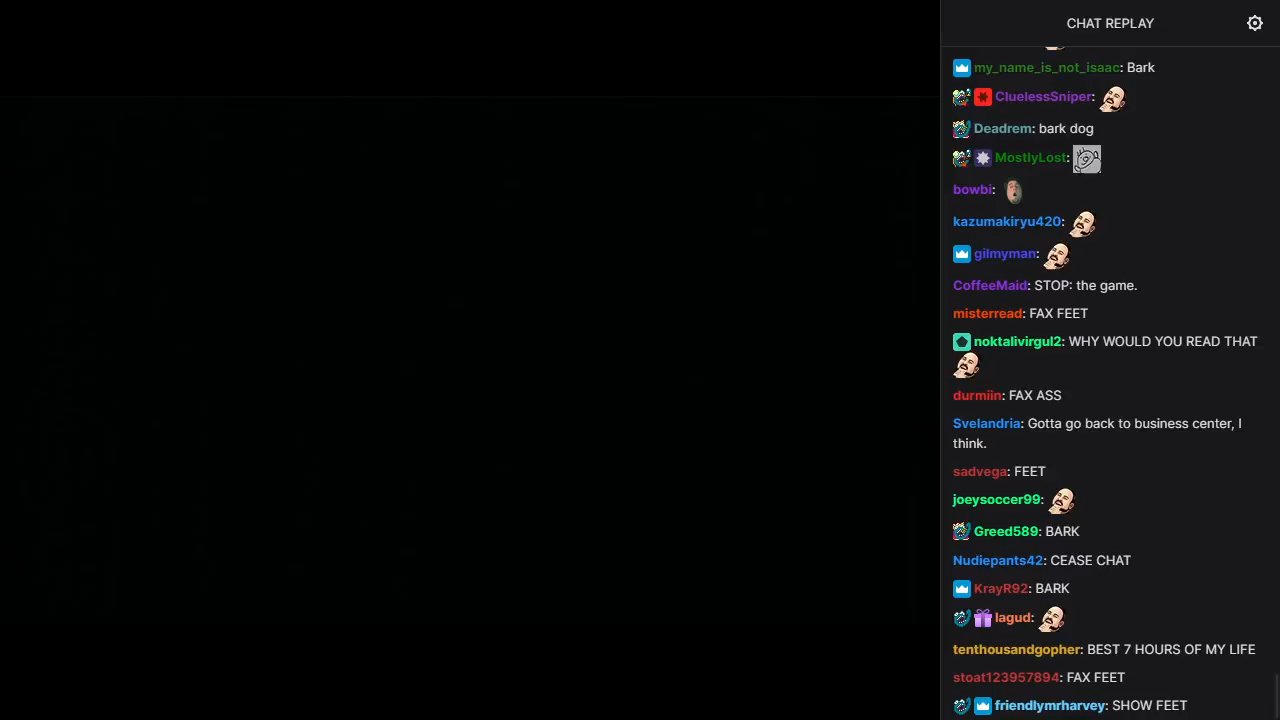 CHAT REPLAY
my_name_is_not_isaac: Bark
CluelessSniper:
Deadrem: bark dog
MostlyLost:
bowbi:
kazumakiryu420:
gilmyman:
CoffeeMaid: STOP: the game.
misterread: FAX FEET
noktalivirgul2: WHY WOULD YOU READ THAT
durmiin: FAX ASS
Svelandria: Gotta go back to business center, I
think.
sadvega: FEET
joeysoccer99:
Greed589: BARK
Nudiepants42: CEASE CHAT
KrayR92: BARK
lagud:
tenthousandgopher: BEST 7 HOURS OF MY LIFE
stoat123957894: FAX FEET
friendlymrharvey: SHOW FEET